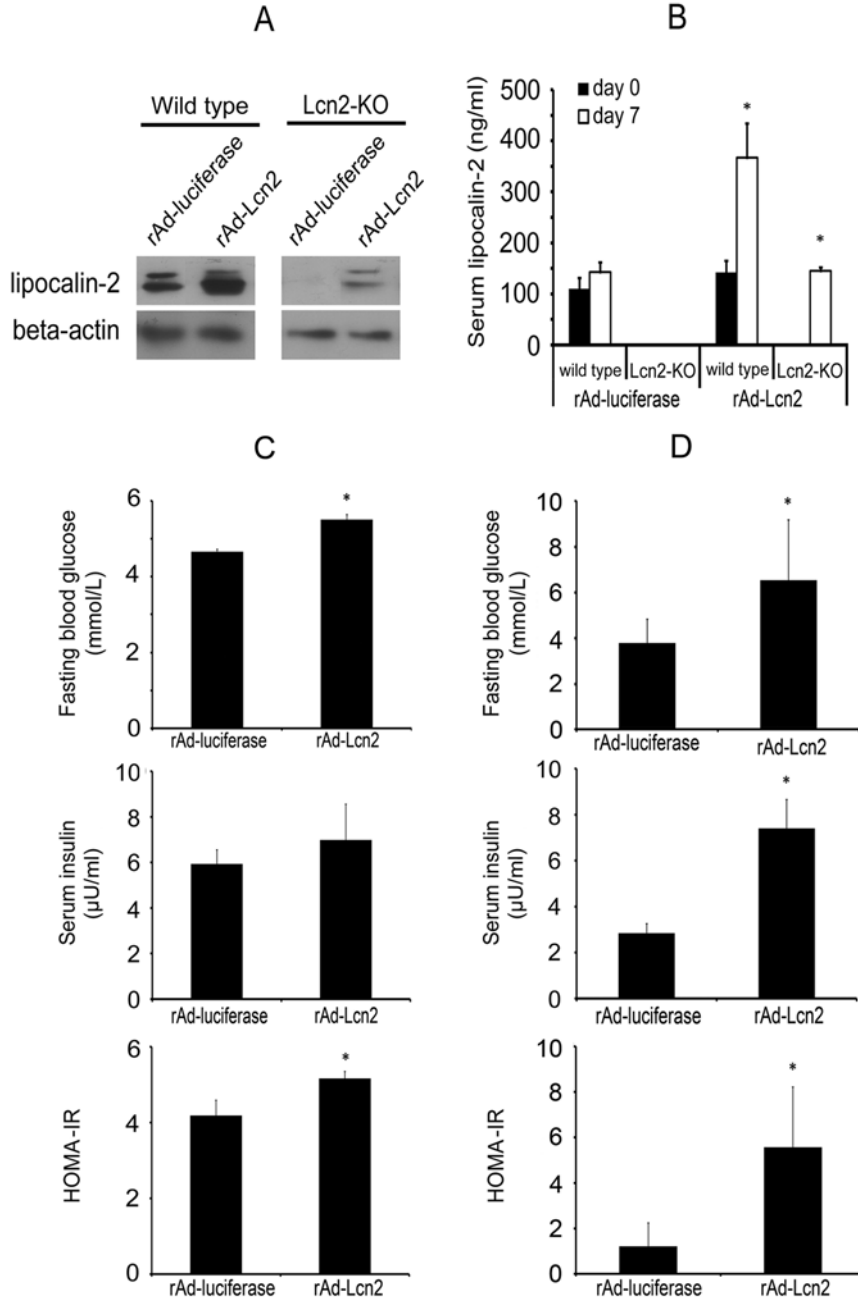 A
Wild type
Lcn2-KO
rAd-luciferase
rAd-Lcn2
rAd-luciferase
rAd-Lcn2
lipocalin-2
beta-actin
B
Serum lipocalin-2 (ng/ml)
500
400
300
200
100
0
day 0
day 7
*
*
wild type
Lcn2-KO
wild type
Lcn2-KO
rAd-luciferase
rAd-Lcn2
C
Fasting blood glucose
(mmol/L)
6
4
2
0
*
rAd-luciferase
rAd-Lcn2
Serum insulin
(µU/ml)
10
8
6
4
2
0
rAd-luciferase
rAd-Lcn2
HOMA-IR
6
4
2
0
*
rAd-luciferase
rAd-Lcn2
D
Fasting blood glucose
(mmol/L)
10
8
6
4
2
0
*
rAd-luciferase
rAd-Lcn2
Serum insulin
(µU/ml)
10
8
6
4
2
0
*
rAd-luciferase
rAd-Lcn2
HOMA-IR
10
8
6
4
2
0
*
rAd-luciferase
rAd-Lcn2